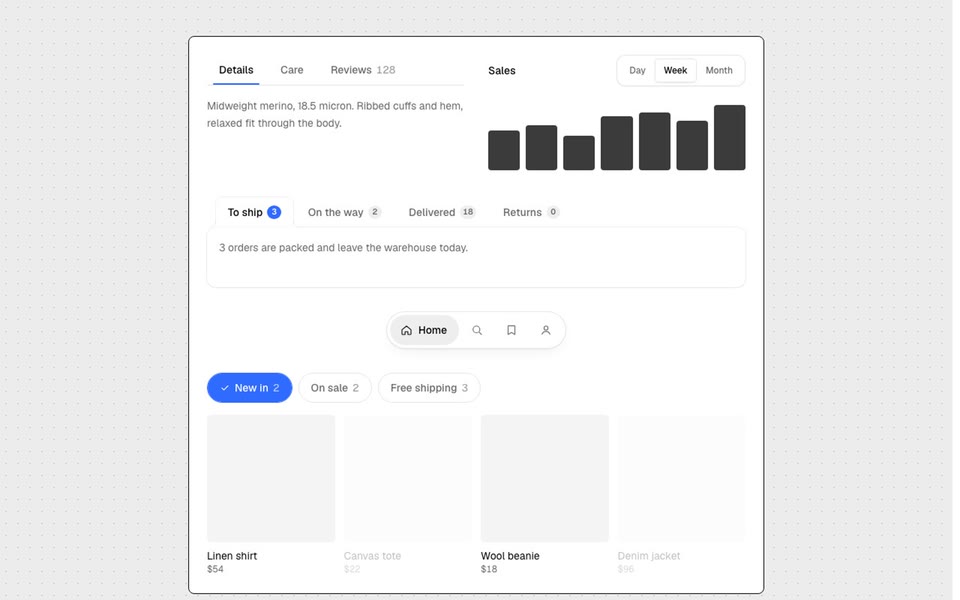 Details Care Reviews 128
Midweight merino, 18.5 micron. Ribbed cuffs and hem,
relaxed fit through the body.
Sales Day Week Month
To ship 3 On the way 2 Delivered 18 Returns 0
3 orders are packed and leave the warehouse today.
Home
New in 2 On sale 2 Free shipping 3
Linen shirt Canvas tote Wool beanie Denim jacket
$54 $22 $18 $96